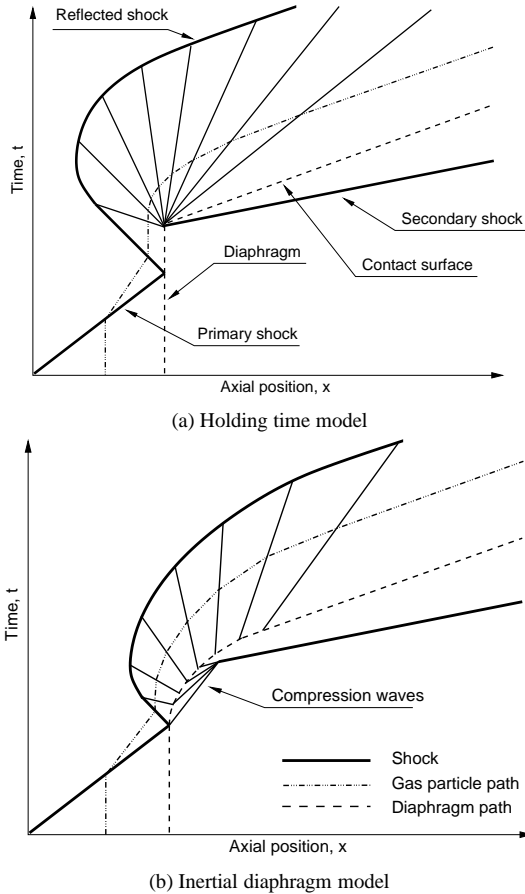 Reflected shock
Time, t
Secondary shock
Diaphragm
Contact surface
Primary shock
Axial position, x
(a) Holding time model
Time, t
Compression waves
Shock
Gas particle path
Diaphragm path
Axial position, x
(b) Inertial diaphragm model